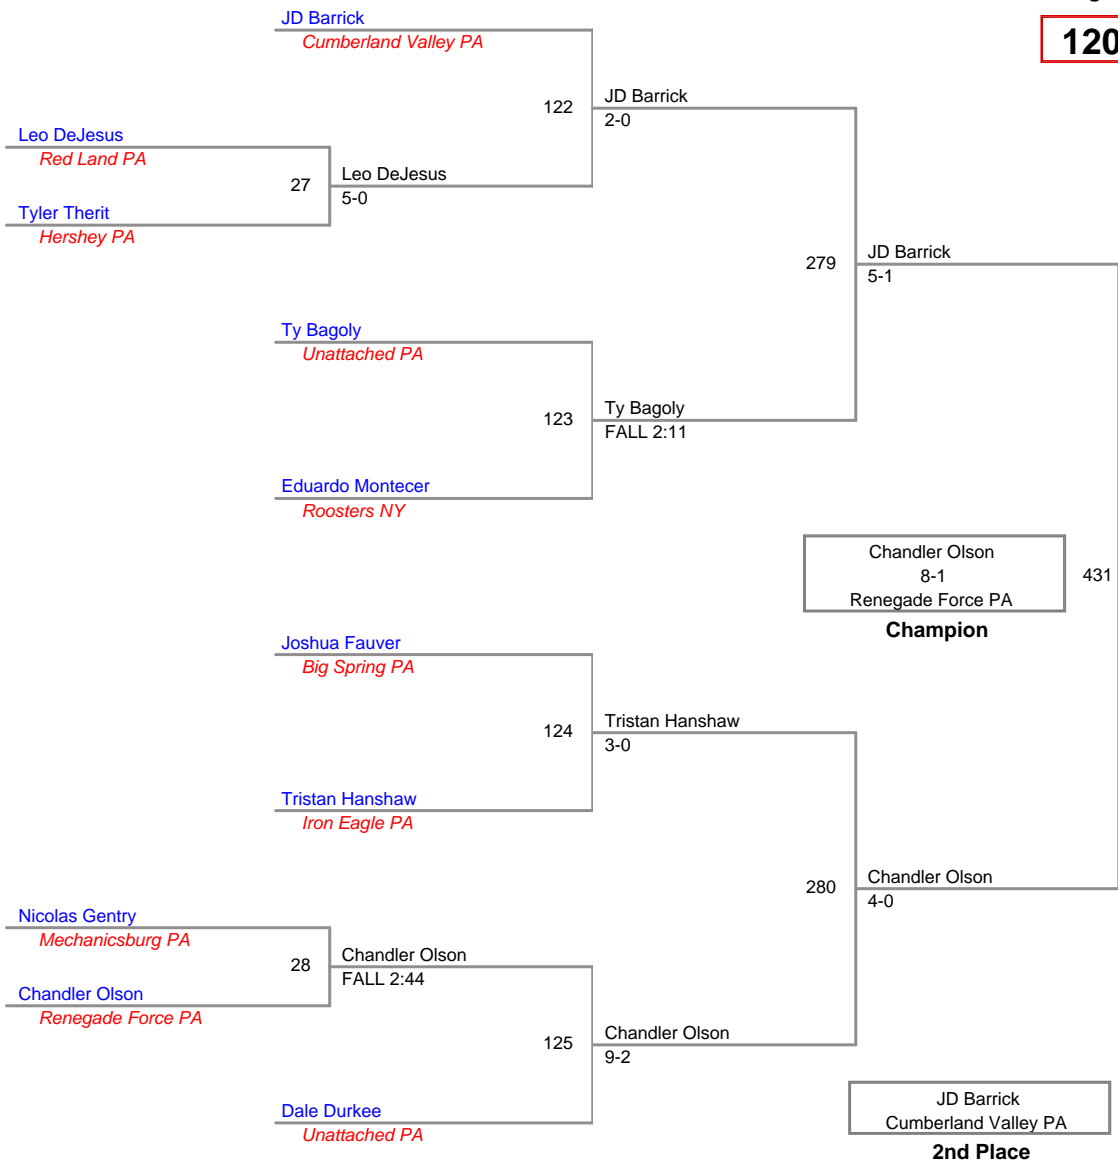 g
120
JD Barrick
Cumberland Valley PA
122
JD Barrick
2-0
Leo DeJesus
Red Land PA
27
Leo DeJesus
5-0
Tyler Therit
Hershey PA
279
JD Barrick
5-1
Ty Bagoly
Unattached PA
123
Ty Bagoly
FALL 2:11
Eduardo Montecer
Roosters NY
Chandler Olson
8-1
Renegade Force PA
431
Champion
Joshua Fauver
Big Spring PA
124
Tristan Hanshaw
3-0
Tristan Hanshaw
Iron Eagle PA
280
Chandler Olson
4-0
Nicolas Gentry
Mechanicsburg PA
28
Chandler Olson
FALL 2:44
Chandler Olson
Renegade Force PA
125
Chandler Olson
9-2
Dale Durkee
Unattached PA
JD Barrick
Cumberland Valley PA
2nd Place